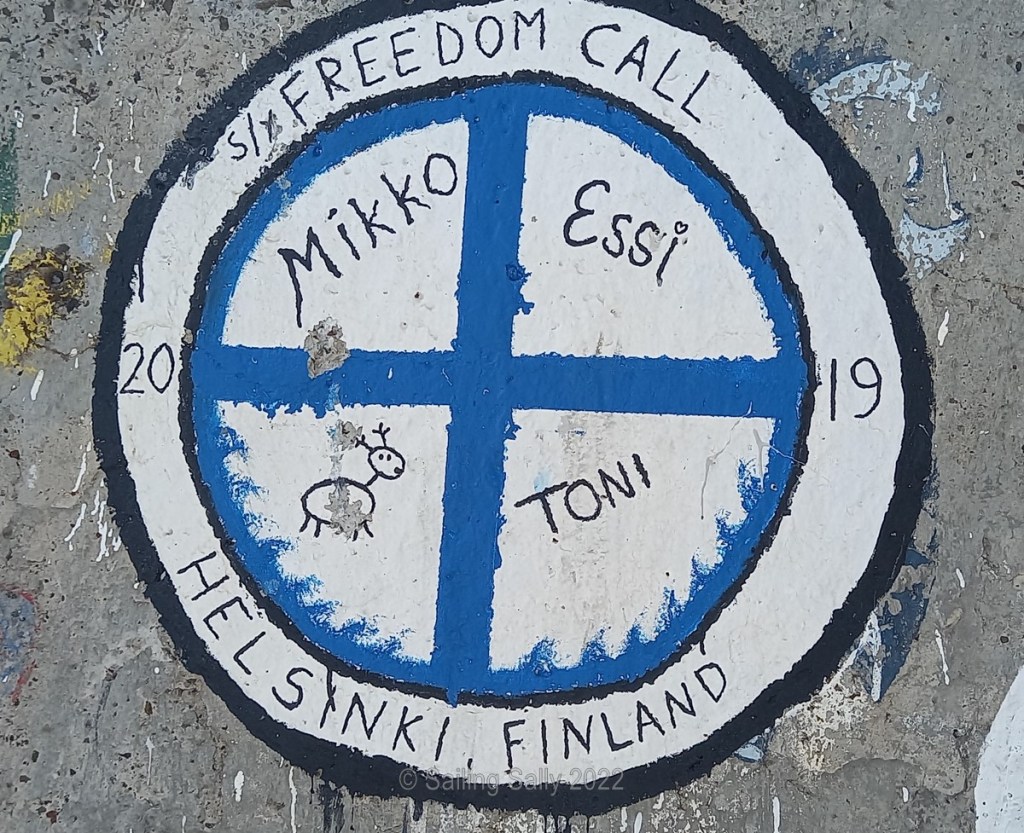 s/y FREEDOM CALL
Mikko
Essi
20
19
TONI
HELSINKI, FINLAND
© Sailing Sally 2022